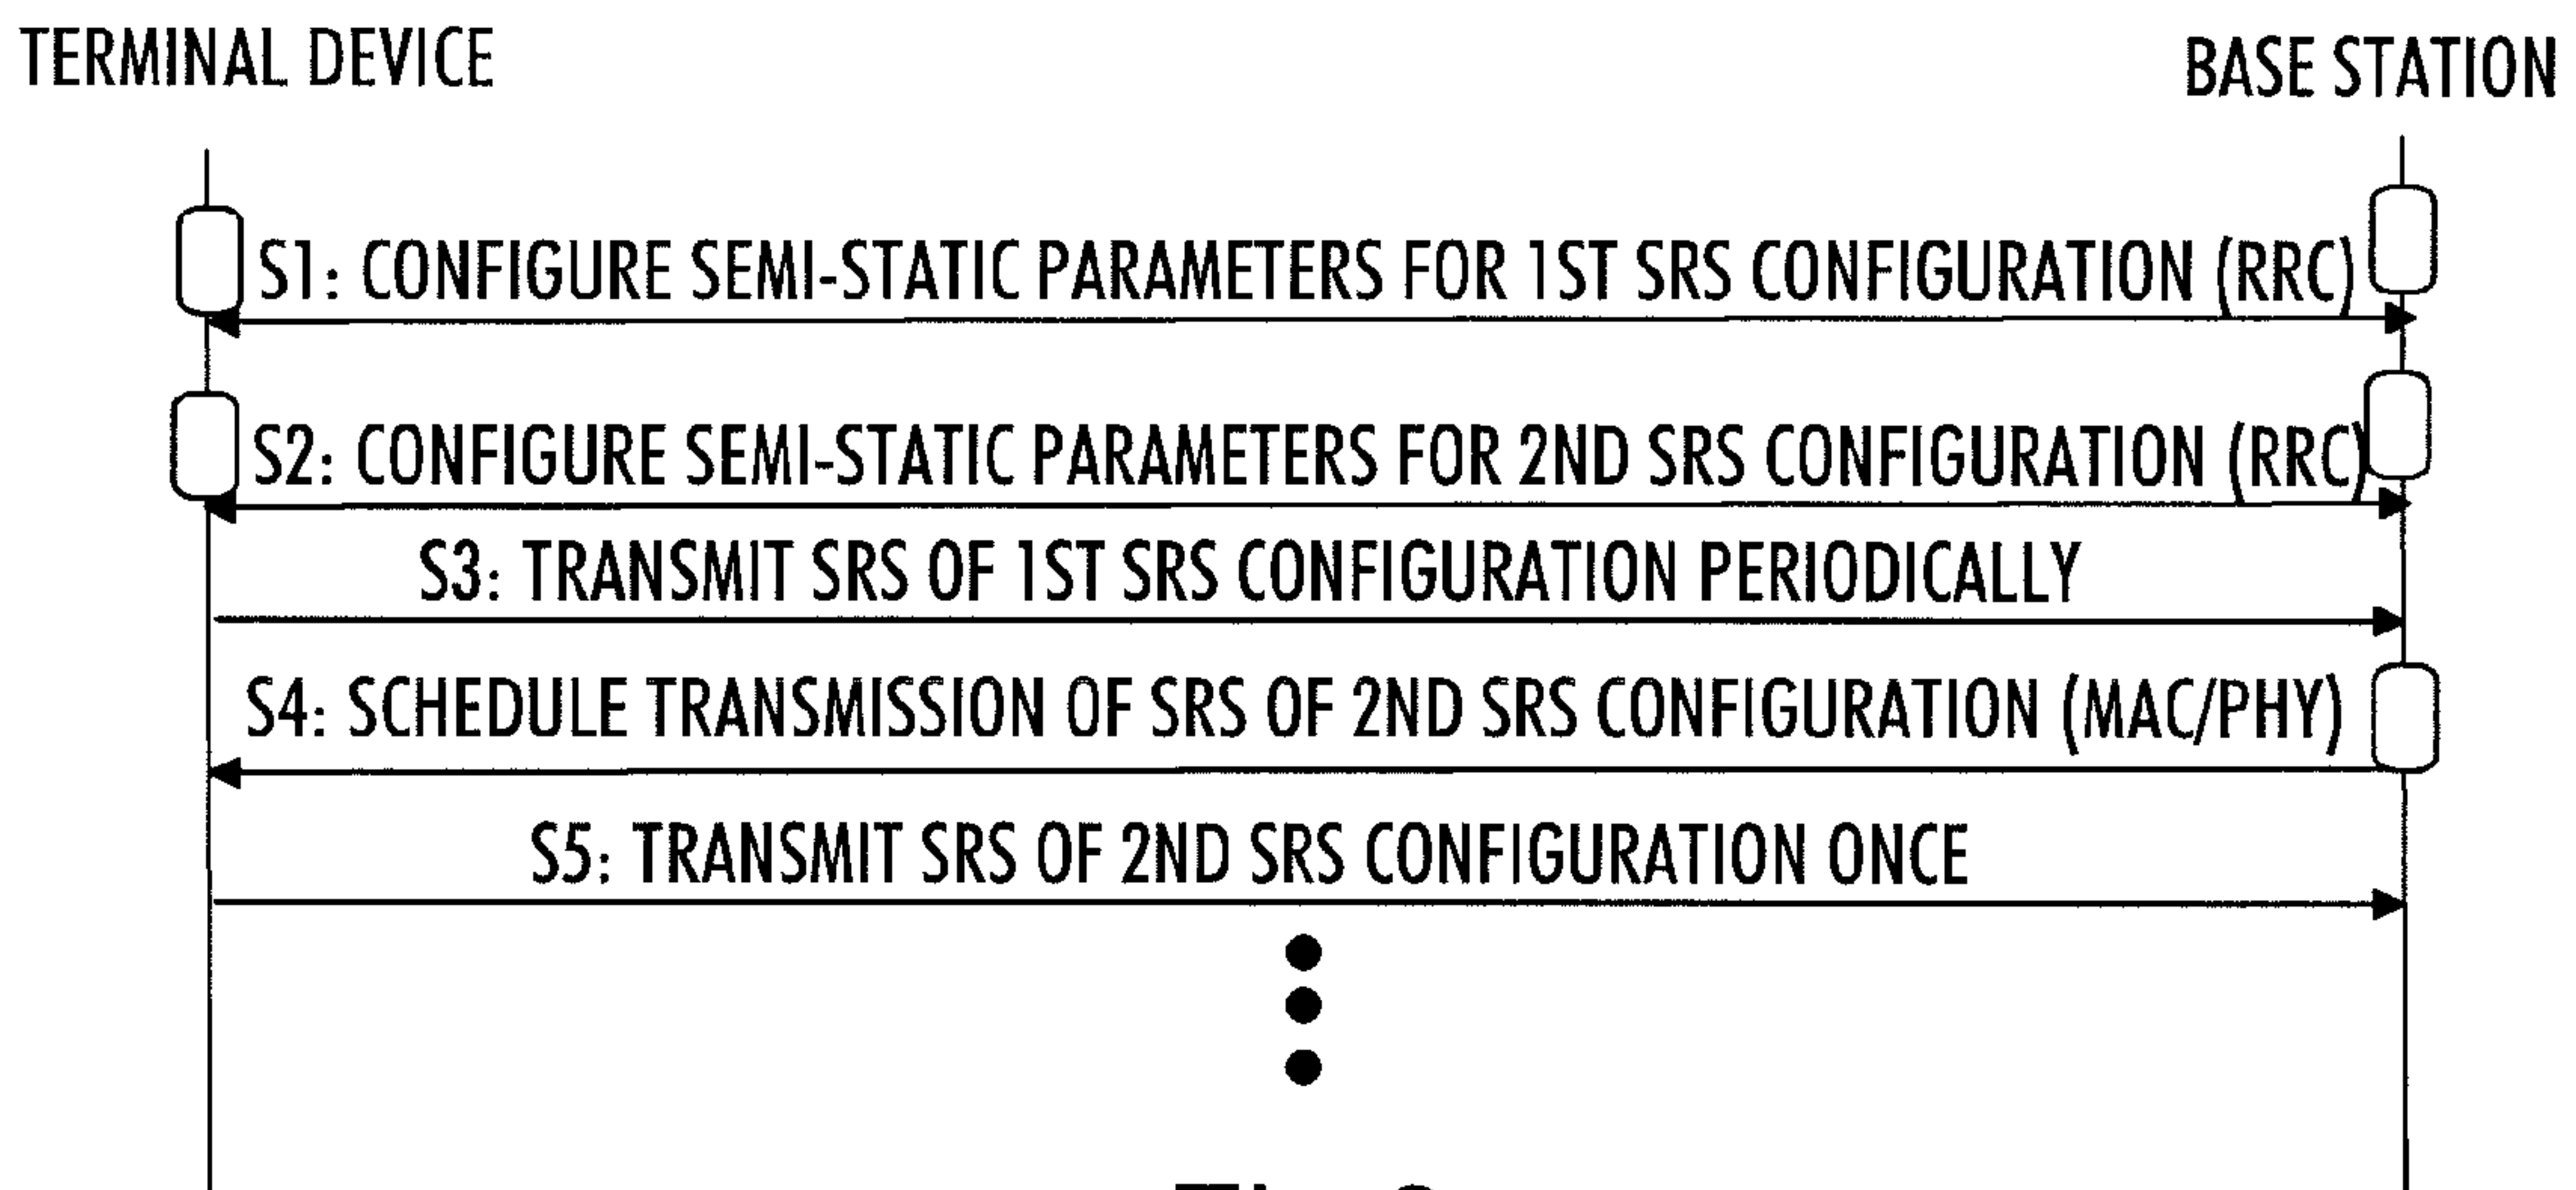 TERMINAL DEVICE
BASE STATION
S1: CONFIGURE SEMI-STATIC PARAMETERS FOR 1ST SRS CONFIGURATION (RRC)
S2: CONFIGURE SEMI-STATIC PARAMETERS FOR 2ND SRS CONFIGURATION (RRC)
S3: TRANSMIT SRS OF 1ST SRS CONFIGURATION PERIODICALLY
S4: SCHEDULE TRANSMISSION OF SRS OF 2ND SRS CONFIGURATION (MAC/PHY)
S5: TRANSMIT SRS OF 2ND SRS CONFIGURATION ONCE